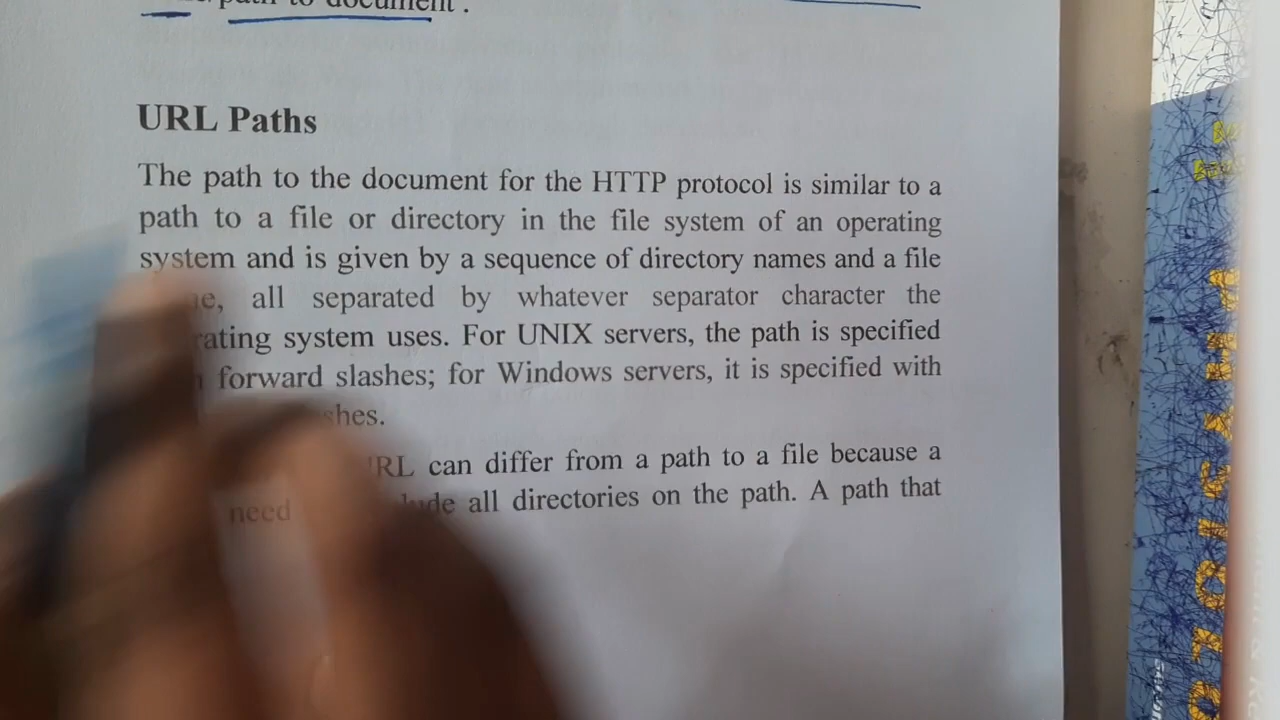 path to document .
URL Paths
The path to the document for the HTTP protocol is similar to a
path to a file or directory in the file system of an operating
system and is given by a sequence of directory names and a file
all separated by whatever separator character the
system uses. For UNIX servers, the path is specified
forward slashes; for Windows servers, it is specified with
URL can differ from a path to a file because a
need all directories on the path. A path that